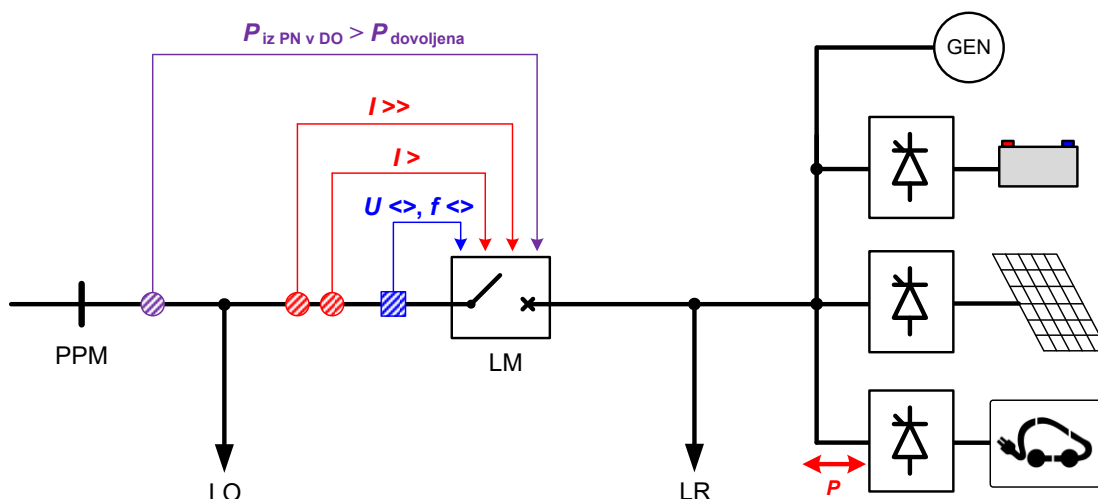 P iz PN v DO > P dovoljena
I >>
I >
U <>, f <>
GEN
PPM
LM
LO
LR
P